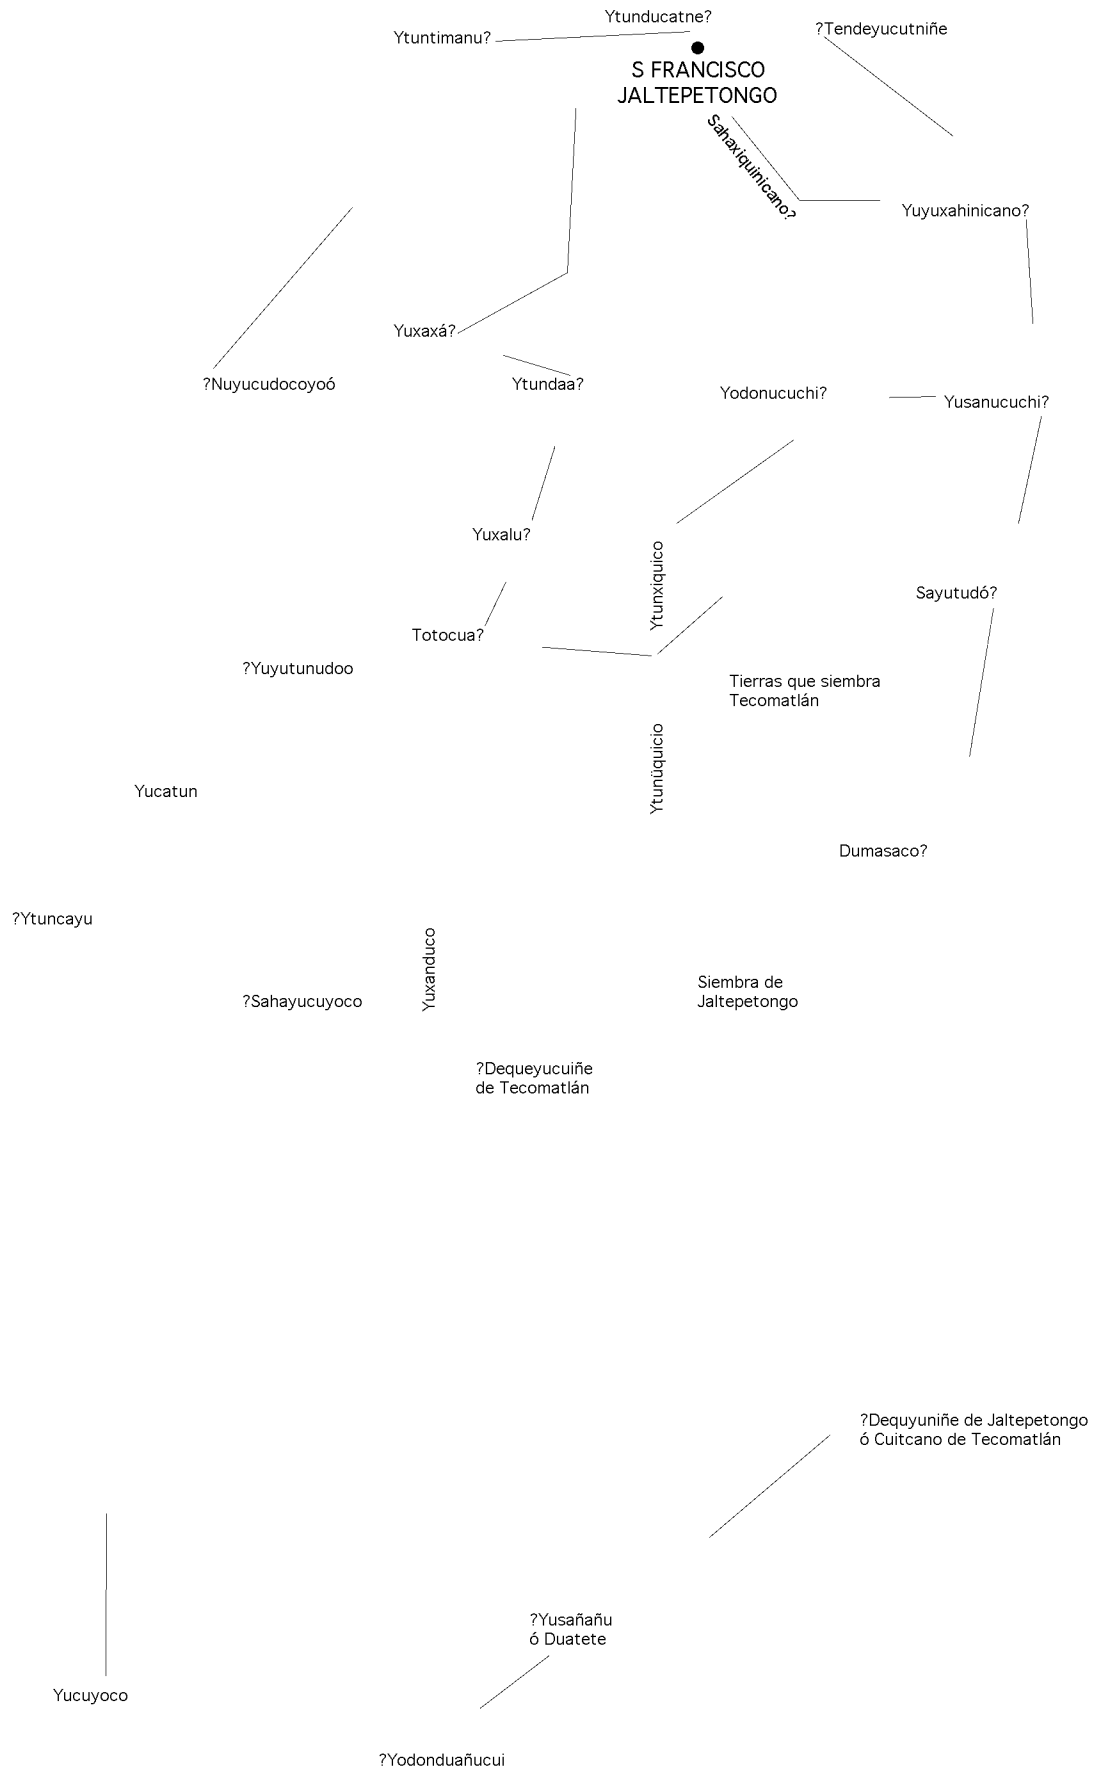 Ytunducatne?
Ytuntimanu?
?Tendeyucutniñe
S FRANCISCO
JALTEPETONGO
Sahaxiquinicano?
Yuyuxahinicano?
Yuxaxá?
?Nuyucudocoyoó
Ytundaa?
Yodonucuchi?
Yusanucuchi?
Yuxalu?
Ytunxiquico
Sayutudó?
Totocua?
?Yuyutunudoo
Tierras que siembra
Tecomatlán
Ytunüquicio
Yucatun
Dumasaco?
?Ytuncayu
Yuxanduco
Siembra de
Jaltepetongo
?Sahayucuyoco
?Dequeyucuiñe
de Tecomatlán
?Dequyuniñe de Jaltepetongo
ó Cuitcano de Tecomatlán
?Yusañañu
ó Duatete
Yucuyoco
?Yodonduañucui